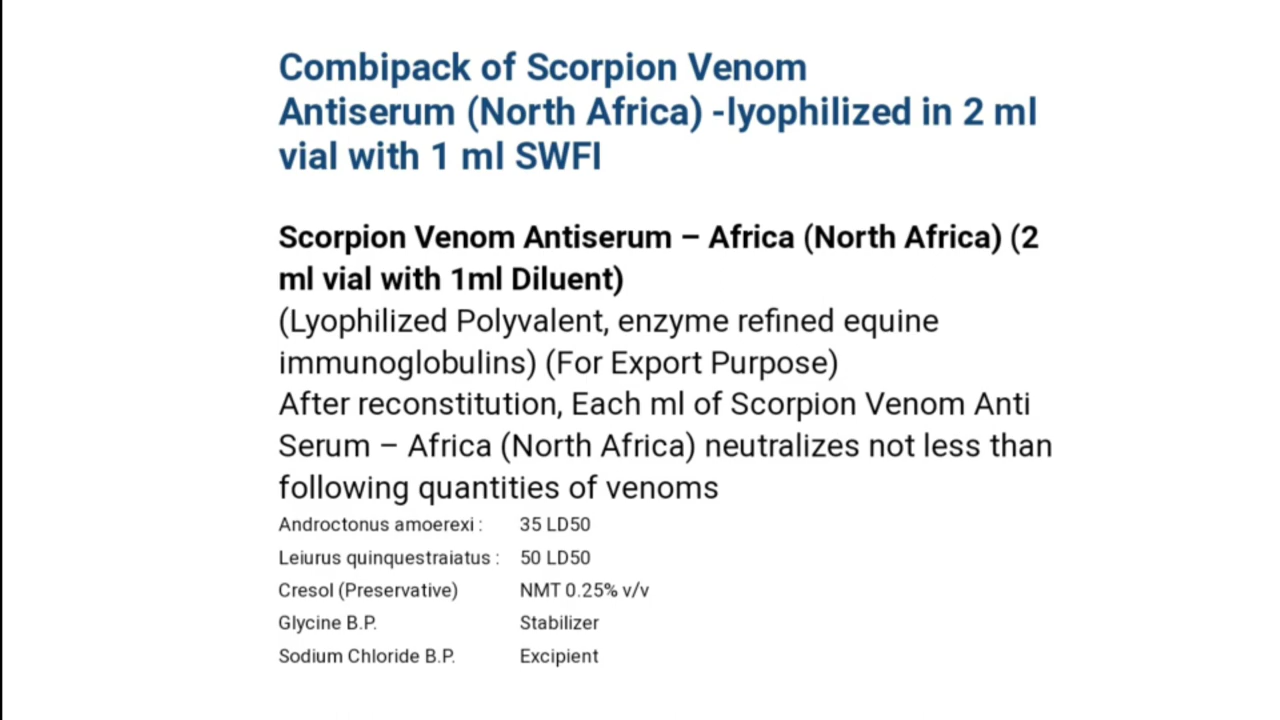 Combipack of Scorpion Venom
Antiserum (North Africa) -lyophilized in 2 ml
vial with 1 ml SWFI
Scorpion Venom Antiserum – Africa (North Africa) (2
ml vial with 1ml Diluent)
(Lyophilized Polyvalent, enzyme refined equine
immunoglobulins) (For Export Purpose)
After reconstitution, Each ml of Scorpion Venom Anti
Serum – Africa (North Africa) neutralizes not less than
following quantities of venoms
Androctonus amoerexi : 35 LD50
Leiurus quinquestraiatus : 50 LD50
Cresol (Preservative) NMT 0.25% v/v
Glycine B.P. Stabilizer
Sodium Chloride B.P. Excipient